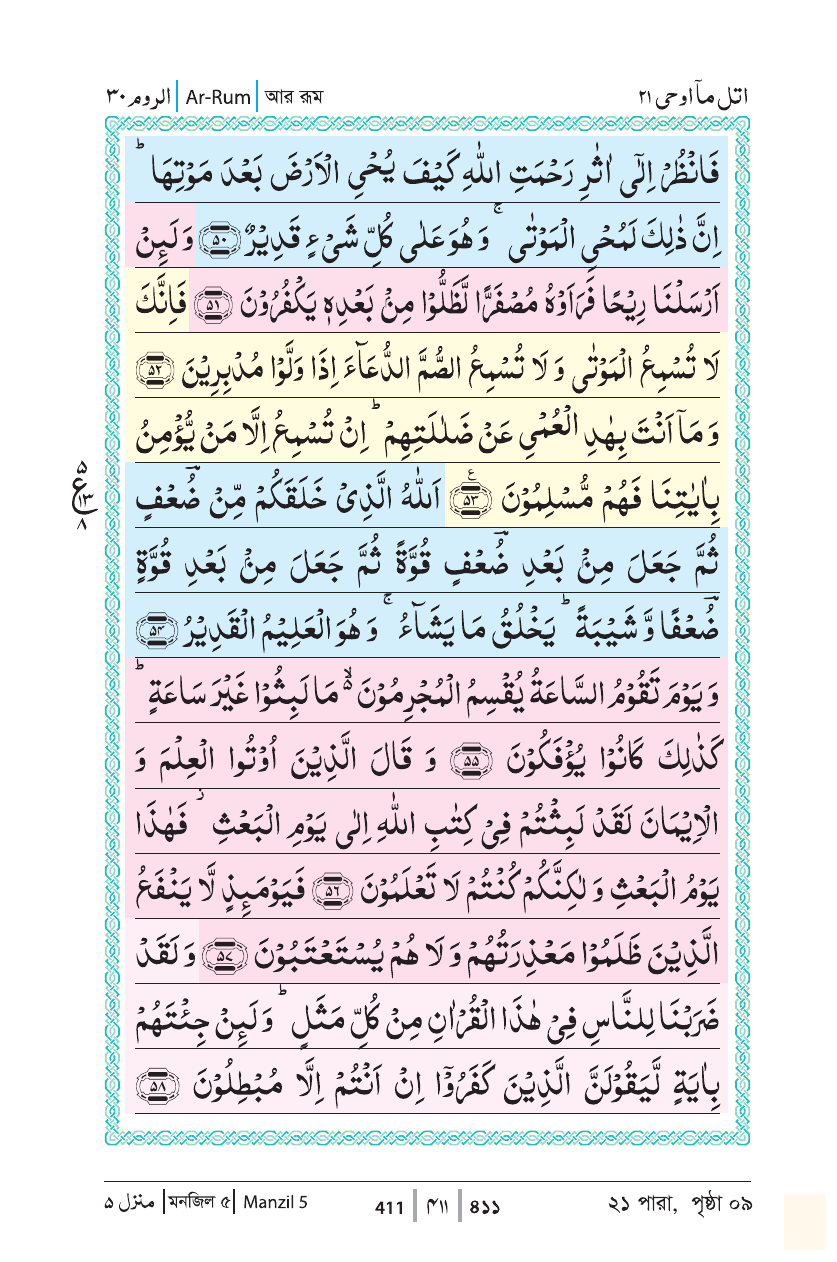 الروم ٣٠ | Ar-Rum | আর রূম اتل ماۤ اوحی ٢١
فَانْظُرْ اِلٰۤی اٰثٰرِ رَحْمَتِ اللّٰهِ كَیْفَ یُحْیِ الْاَرْضَ بَعْدَ مَوْتِهَا ؕ
اِنَّ ذٰلِكَ لَمُحْیِ الْمَوْتٰی ۚ وَ هُوَ عَلٰی كُلِّ شَیْءٍ قَدِیْرٌ ﴿۵۰﴾ وَ لَىِٕنْ
اَرْسَلْنَا رِیْحًا فَرَاَوْهُ مُصْفَرًّا لَّظَلُّوْا مِنْۢ بَعْدِهٖ یَكْفُرُوْنَ ﴿۵۱﴾ فَاِنَّكَ
لَا تُسْمِعُ الْمَوْتٰی وَ لَا تُسْمِعُ الصُّمَّ الدُّعَآءَ اِذَا وَلَّوْا مُدْبِرِیْنَ ﴿۵۲﴾
وَ مَاۤ اَنْتَ بِهٰدِ الْعُمْیِ عَنْ ضَلٰلَتِهِمْ ؕ اِنْ تُسْمِعُ اِلَّا مَنْ یُّؤْمِنُ
بِاٰیٰتِنَا فَهُمْ مُّسْلِمُوْنَ ﴿۵۳﴾ ع اَللّٰهُ الَّذِیْ خَلَقَكُمْ مِّنْ ضُؔعْفٍ
۵ ع ۱۳ ۸
ثُمَّ جَعَلَ مِنْۢ بَعْدِ ضُؔعْفٍ قُوَّةً ثُمَّ جَعَلَ مِنْۢ بَعْدِ قُوَّةٍ
ضُؔعْفًا وَّ شَیْبَةً ؕ یَخْلُقُ مَا یَشَآءُ ۚ وَ هُوَ الْعَلِیْمُ الْقَدِیْرُ ﴿۵۴﴾
وَ یَوْمَ تَقُوْمُ السَّاعَةُ یُقْسِمُ الْمُجْرِمُوْنَ ۙ۬ مَا لَبِثُوْا غَیْرَ سَاعَةٍ ؕ
كَذٰلِكَ كَانُوْا یُؤْفَكُوْنَ ﴿۵۵﴾ وَ قَالَ الَّذِیْنَ اُوْتُوا الْعِلْمَ وَ
الْاِیْمَانَ لَقَدْ لَبِثْتُمْ فِیْ كِتٰبِ اللّٰهِ اِلٰی یَوْمِ الْبَعْثِ ؗ فَهٰذَا
یَوْمُ الْبَعْثِ وَ لٰكِنَّكُمْ كُنْتُمْ لَا تَعْلَمُوْنَ ﴿۵۶﴾ فَیَوْمَىِٕذٍ لَّا یَنْفَعُ
الَّذِیْنَ ظَلَمُوْا مَعْذِرَتُهُمْ وَ لَا هُمْ یُسْتَعْتَبُوْنَ ﴿۵۷﴾ وَ لَقَدْ
ضَرَبْنَا لِلنَّاسِ فِیْ هٰذَا الْقُرْاٰنِ مِنْ كُلِّ مَثَلٍ ؕ وَ لَىِٕنْ جِئْتَهُمْ
بِاٰیَةٍ لَّیَقُوْلَنَّ الَّذِیْنَ كَفَرُوْۤا اِنْ اَنْتُمْ اِلَّا مُبْطِلُوْنَ ﴿۵۸﴾
منزل ۵ | মনজিল ৫ | Manzil 5 411 | ۴۱۱ | ৪১১ ২১ পারা, পৃষ্ঠা ০৯